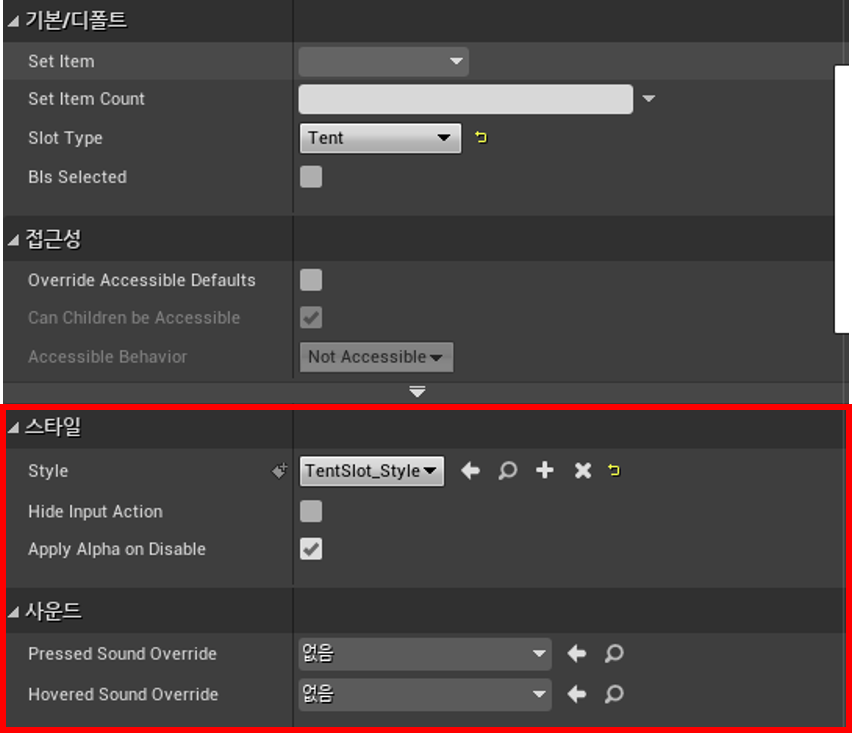 기본/디폴트
Set Item
Set Item Count
Slot Type Tent
BIs Selected
접근성
Override Accessible Defaults
Can Children be Accessible
Accessible Behavior Not Accessible
스타일
Style TentSlot_Style
Hide Input Action
Apply Alpha on Disable
사운드
Pressed Sound Override 없음
Hovered Sound Override 없음